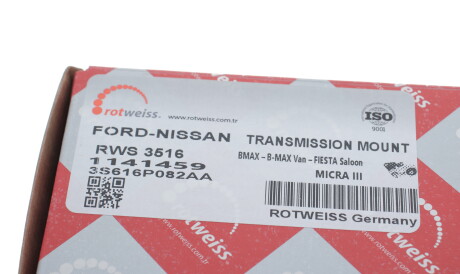 rotweiss.
www.rotweiss.com.tr
ISO
9001
FORD-NISSAN TRANSMISSION MOUNT
RWS 3516 BMAX – B-MAX Van – FIESTA Saloon
1141459 MICRA III
3S616P082AA
ROTWEISS Germany
rotweiss.